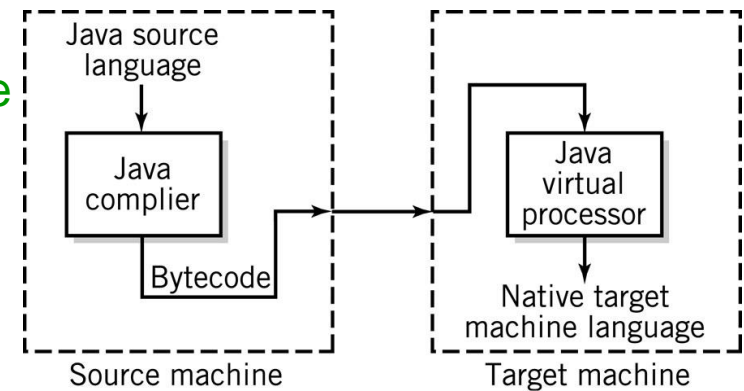 Java source
language
e
Java
complier
Bytecode
Source machine
Java
virtual
processor
Native target
machine language
Target machine